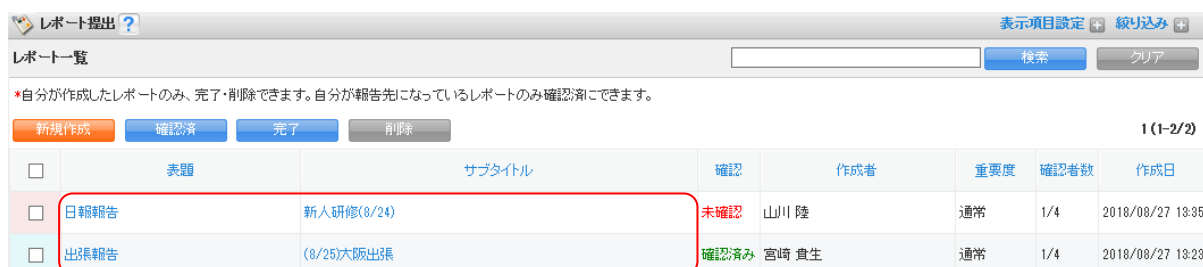 レポート提出 ? 表示項目設定 絞り込み
レポート一覧 検索 クリア
*自分が作成したレポートのみ、完了・削除できます。自分が報告先になっているレポートのみ確認済にできます。
新規作成 確認済 完了 削除 1 (1-2/2)
表題 サブタイトル 確認 作成者 重要度 確認者数 作成日
日報報告 新人研修(8/24) 未確認 山川 陸 通常 1/4 2018/08/27 13:35
出張報告 (8/25)大阪出張 確認済み 宮崎 貴生 通常 1/4 2018/08/27 13:23